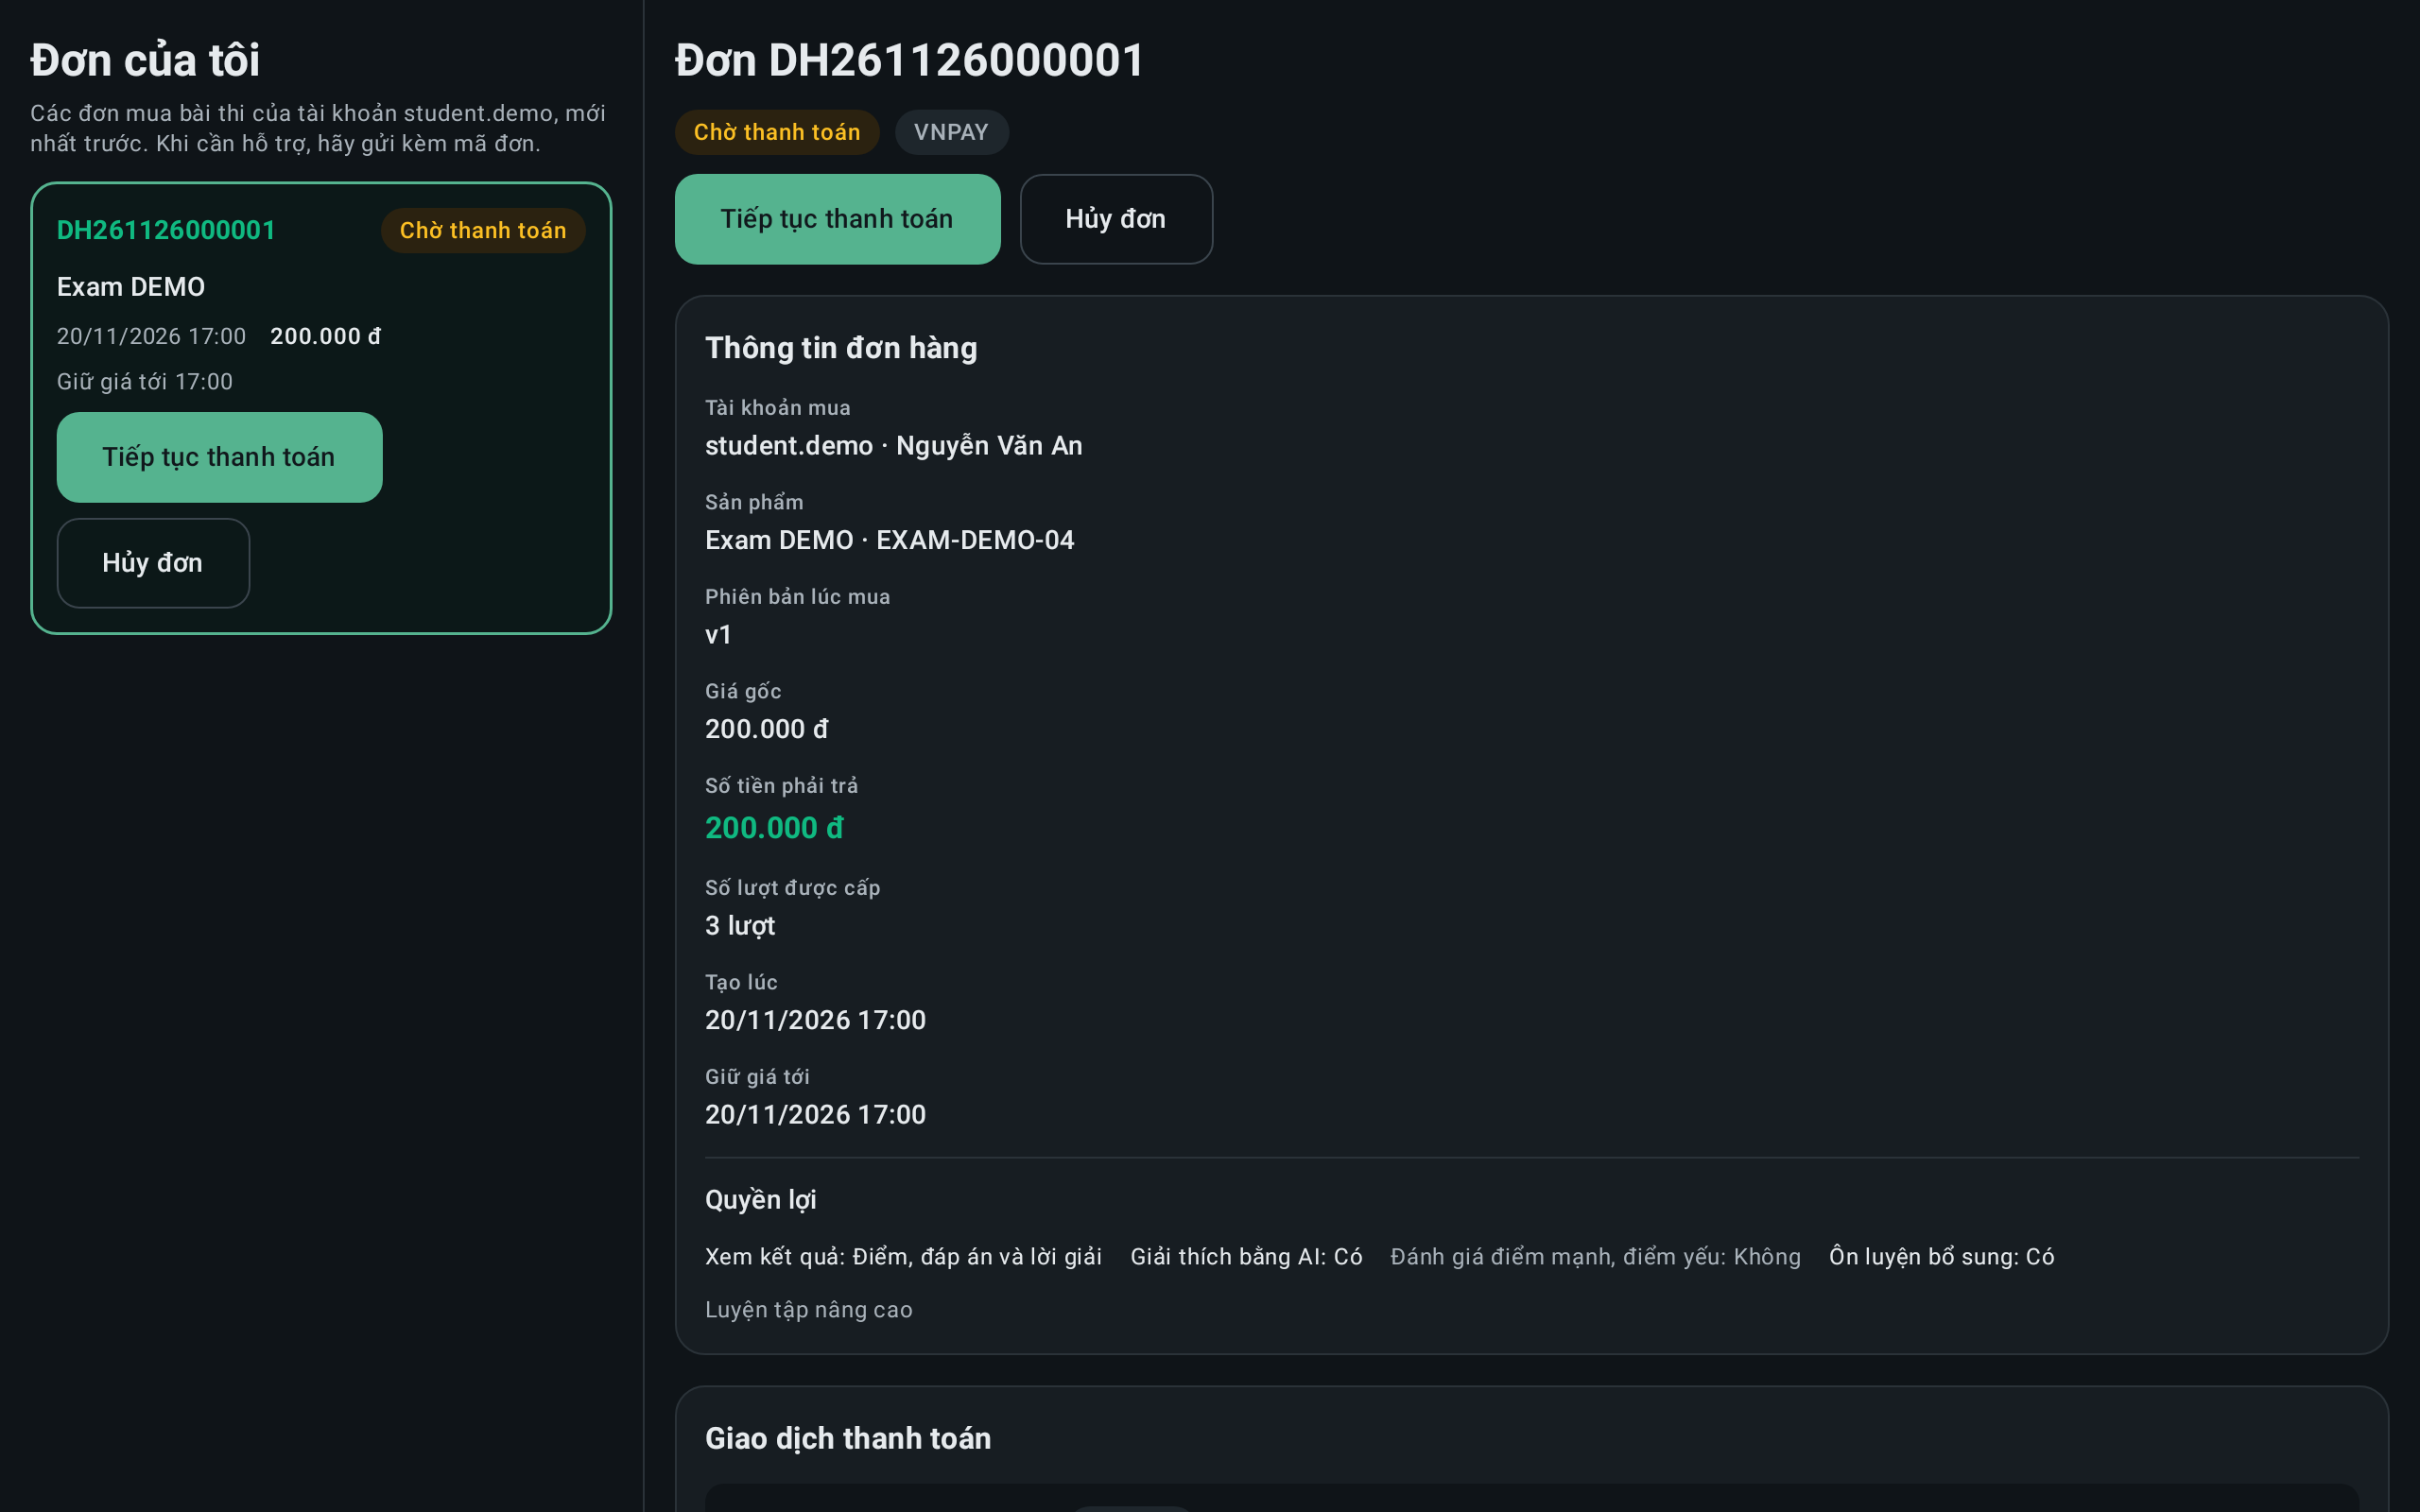 Đơn của tôi
Các đơn mua bài thi của tài khoản student.demo, mới
nhất trước. Khi cần hỗ trợ, hãy gửi kèm mã đơn.
DH261126000001
Chờ thanh toán
Exam DEMO
20/11/2026 17:00 200.000 đ
Giữ giá tới 17:00
Tiếp tục thanh toán
Hủy đơn
Đơn DH261126000001
Chờ thanh toán
VNPAY
Tiếp tục thanh toán
Hủy đơn
Thông tin đơn hàng
Tài khoản mua
student.demo · Nguyễn Văn An
Sản phẩm
Exam DEMO · EXAM-DEMO-04
Phiên bản lúc mua
v1
Giá gốc
200.000 đ
Số tiền phải trả
200.000 đ
Số lượt được cấp
3 lượt
Tạo lúc
20/11/2026 17:00
Giữ giá tới
20/11/2026 17:00
Quyền lợi
Xem kết quả: Điểm, đáp án và lời giải Giải thích bằng AI: Có Đánh giá điểm mạnh, điểm yếu: Không Ôn luyện bổ sung: Có
Luyện tập nâng cao
Giao dịch thanh toán